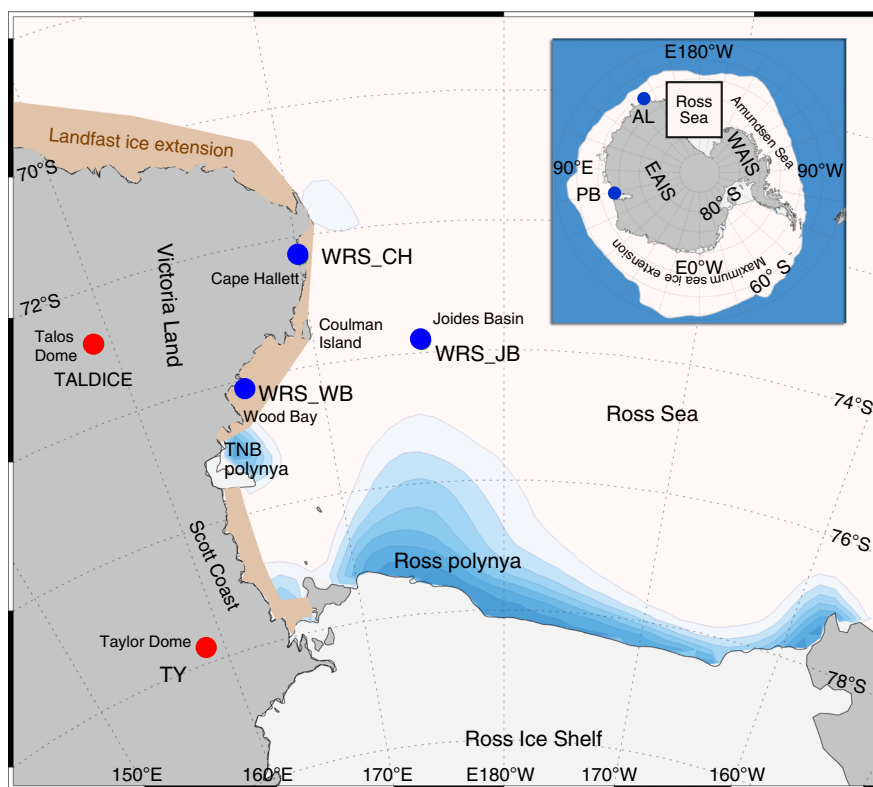 E180°W
Ross
Sea
AL
Amundsen Sea
WAIS
90°E
90°W
EAIS
PB
80° S
E0°W
Maximum sea ice extension
60° S
Landfast ice extension
70°S
Victoria Land
WRS_CH
Cape Hallett
72°S
Talos
Dome
TALDICE
Coulman
Island
Joides Basin
WRS_JB
WRS_WB
Wood Bay
Ross Sea
74°S
TNB
polynya
76°S
Scott Coast
Ross polynya
Taylor Dome
TY
78°S
Ross Ice Shelf
150°E
160°E
170°E
E180°W
170°W
160°W